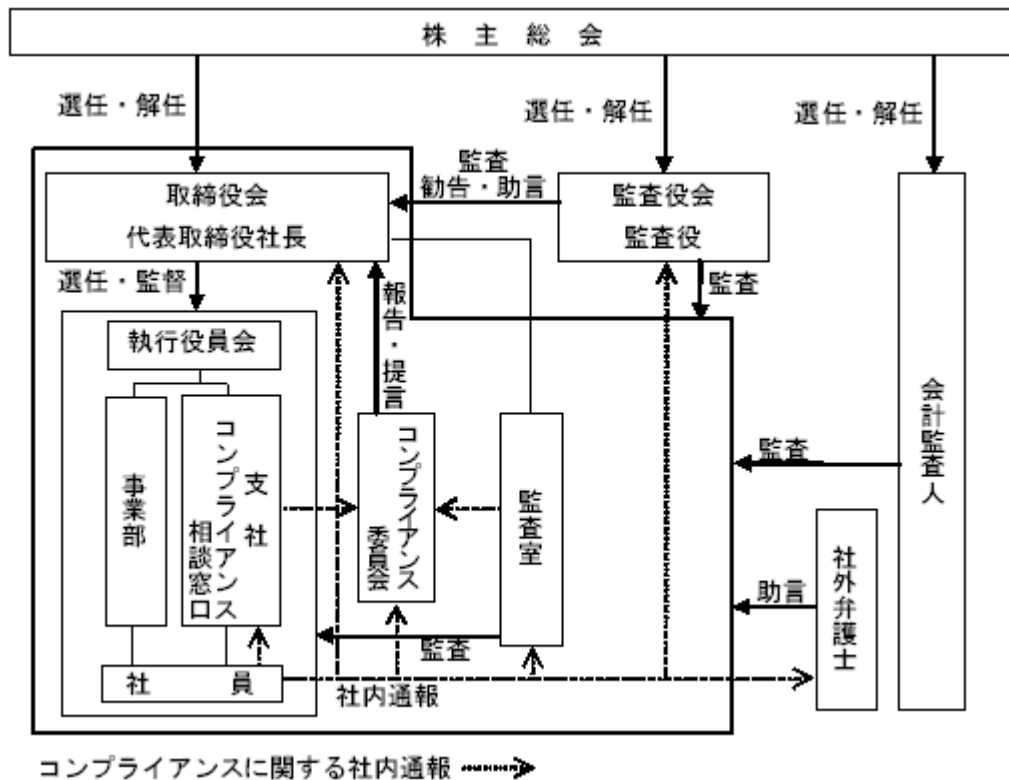 株主総会
選任・解任
選任・解任
選任・解任
監査
勧告・助言
取締役会
代表取締役社長
監査役会
監査役
選任・監督
監査
報告・提言
執行役員会
事業部
支社
コンプライアンス
相談窓口
コンプライアンス
委員会
監査室
会計監査人
監査
社外弁護士
助言
監査
社員
社内通報
コンプライアンスに関する社内通報